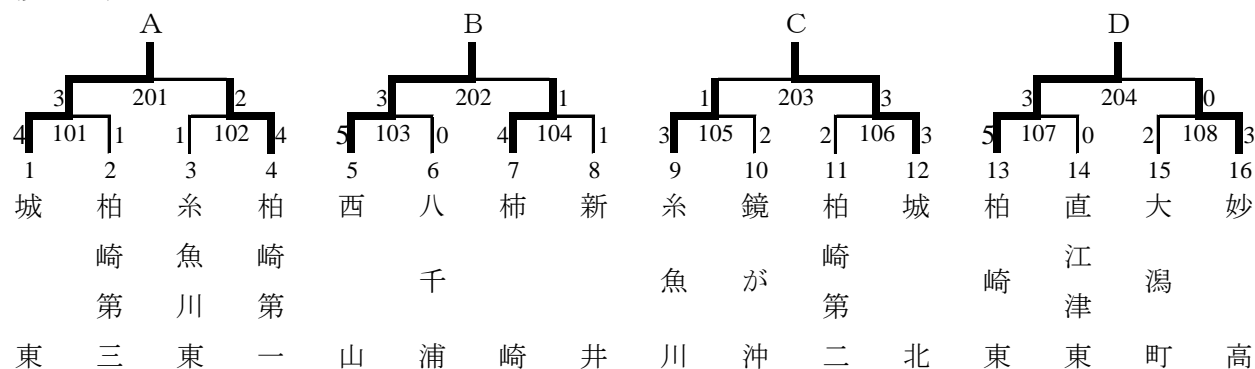 A B C D
3 201 2 3 202 1 1 203 3 3 204 0
4 101 1 1 102 4 5 103 0 4 104 1 3 105 2 2 106 3 5 107 0 2 108 3
1 2 3 4 5 6 7 8 9 10 11 12 13 14 15 16
城東
柏崎第三
糸魚川東
柏崎第一
西山
八千浦
柿崎
新井
糸魚川
鏡が沖
柏崎第二
城北
柏崎東
直江津東
大潟町
妙高